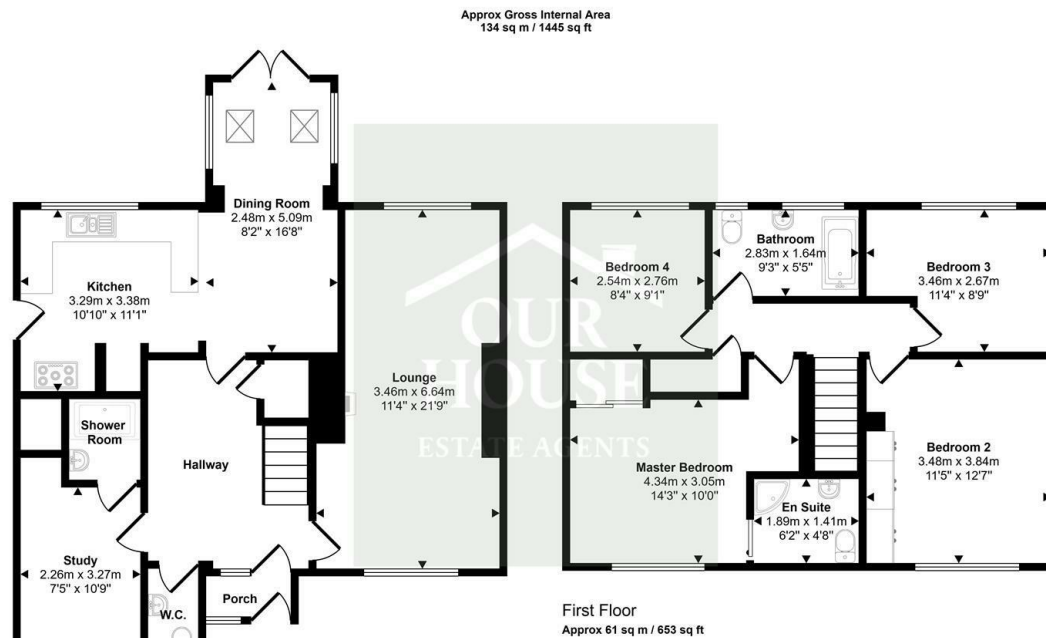 Approx Gross Internal Area
134 sq m / 1445 sq ft
Dining Room
2.48m x 5.09m
8'2" x 16'8"
Kitchen
3.29m x 3.38m
10'10" x 11'1"
Lounge
3.46m x 6.64m
11'4" x 21'9"
Shower
Room
Hallway
Study
2.26m x 3.27m
7'5" x 10'9"
W.C.
Porch
Bedroom 4
2.54m x 2.76m
8'4" x 9'1"
Bathroom
2.83m x 1.64m
9'3" x 5'5"
Bedroom 3
3.46m x 2.67m
11'4" x 8'9"
Master Bedroom
4.34m x 3.05m
14'3" x 10'0"
En Suite
1.89m x 1.41m
6'2" x 4'8"
Bedroom 2
3.48m x 3.84m
11'5" x 12'7"
First Floor
Approx 61 sq m / 653 sq ft
OUR
HOUSE
ESTATE AGENTS